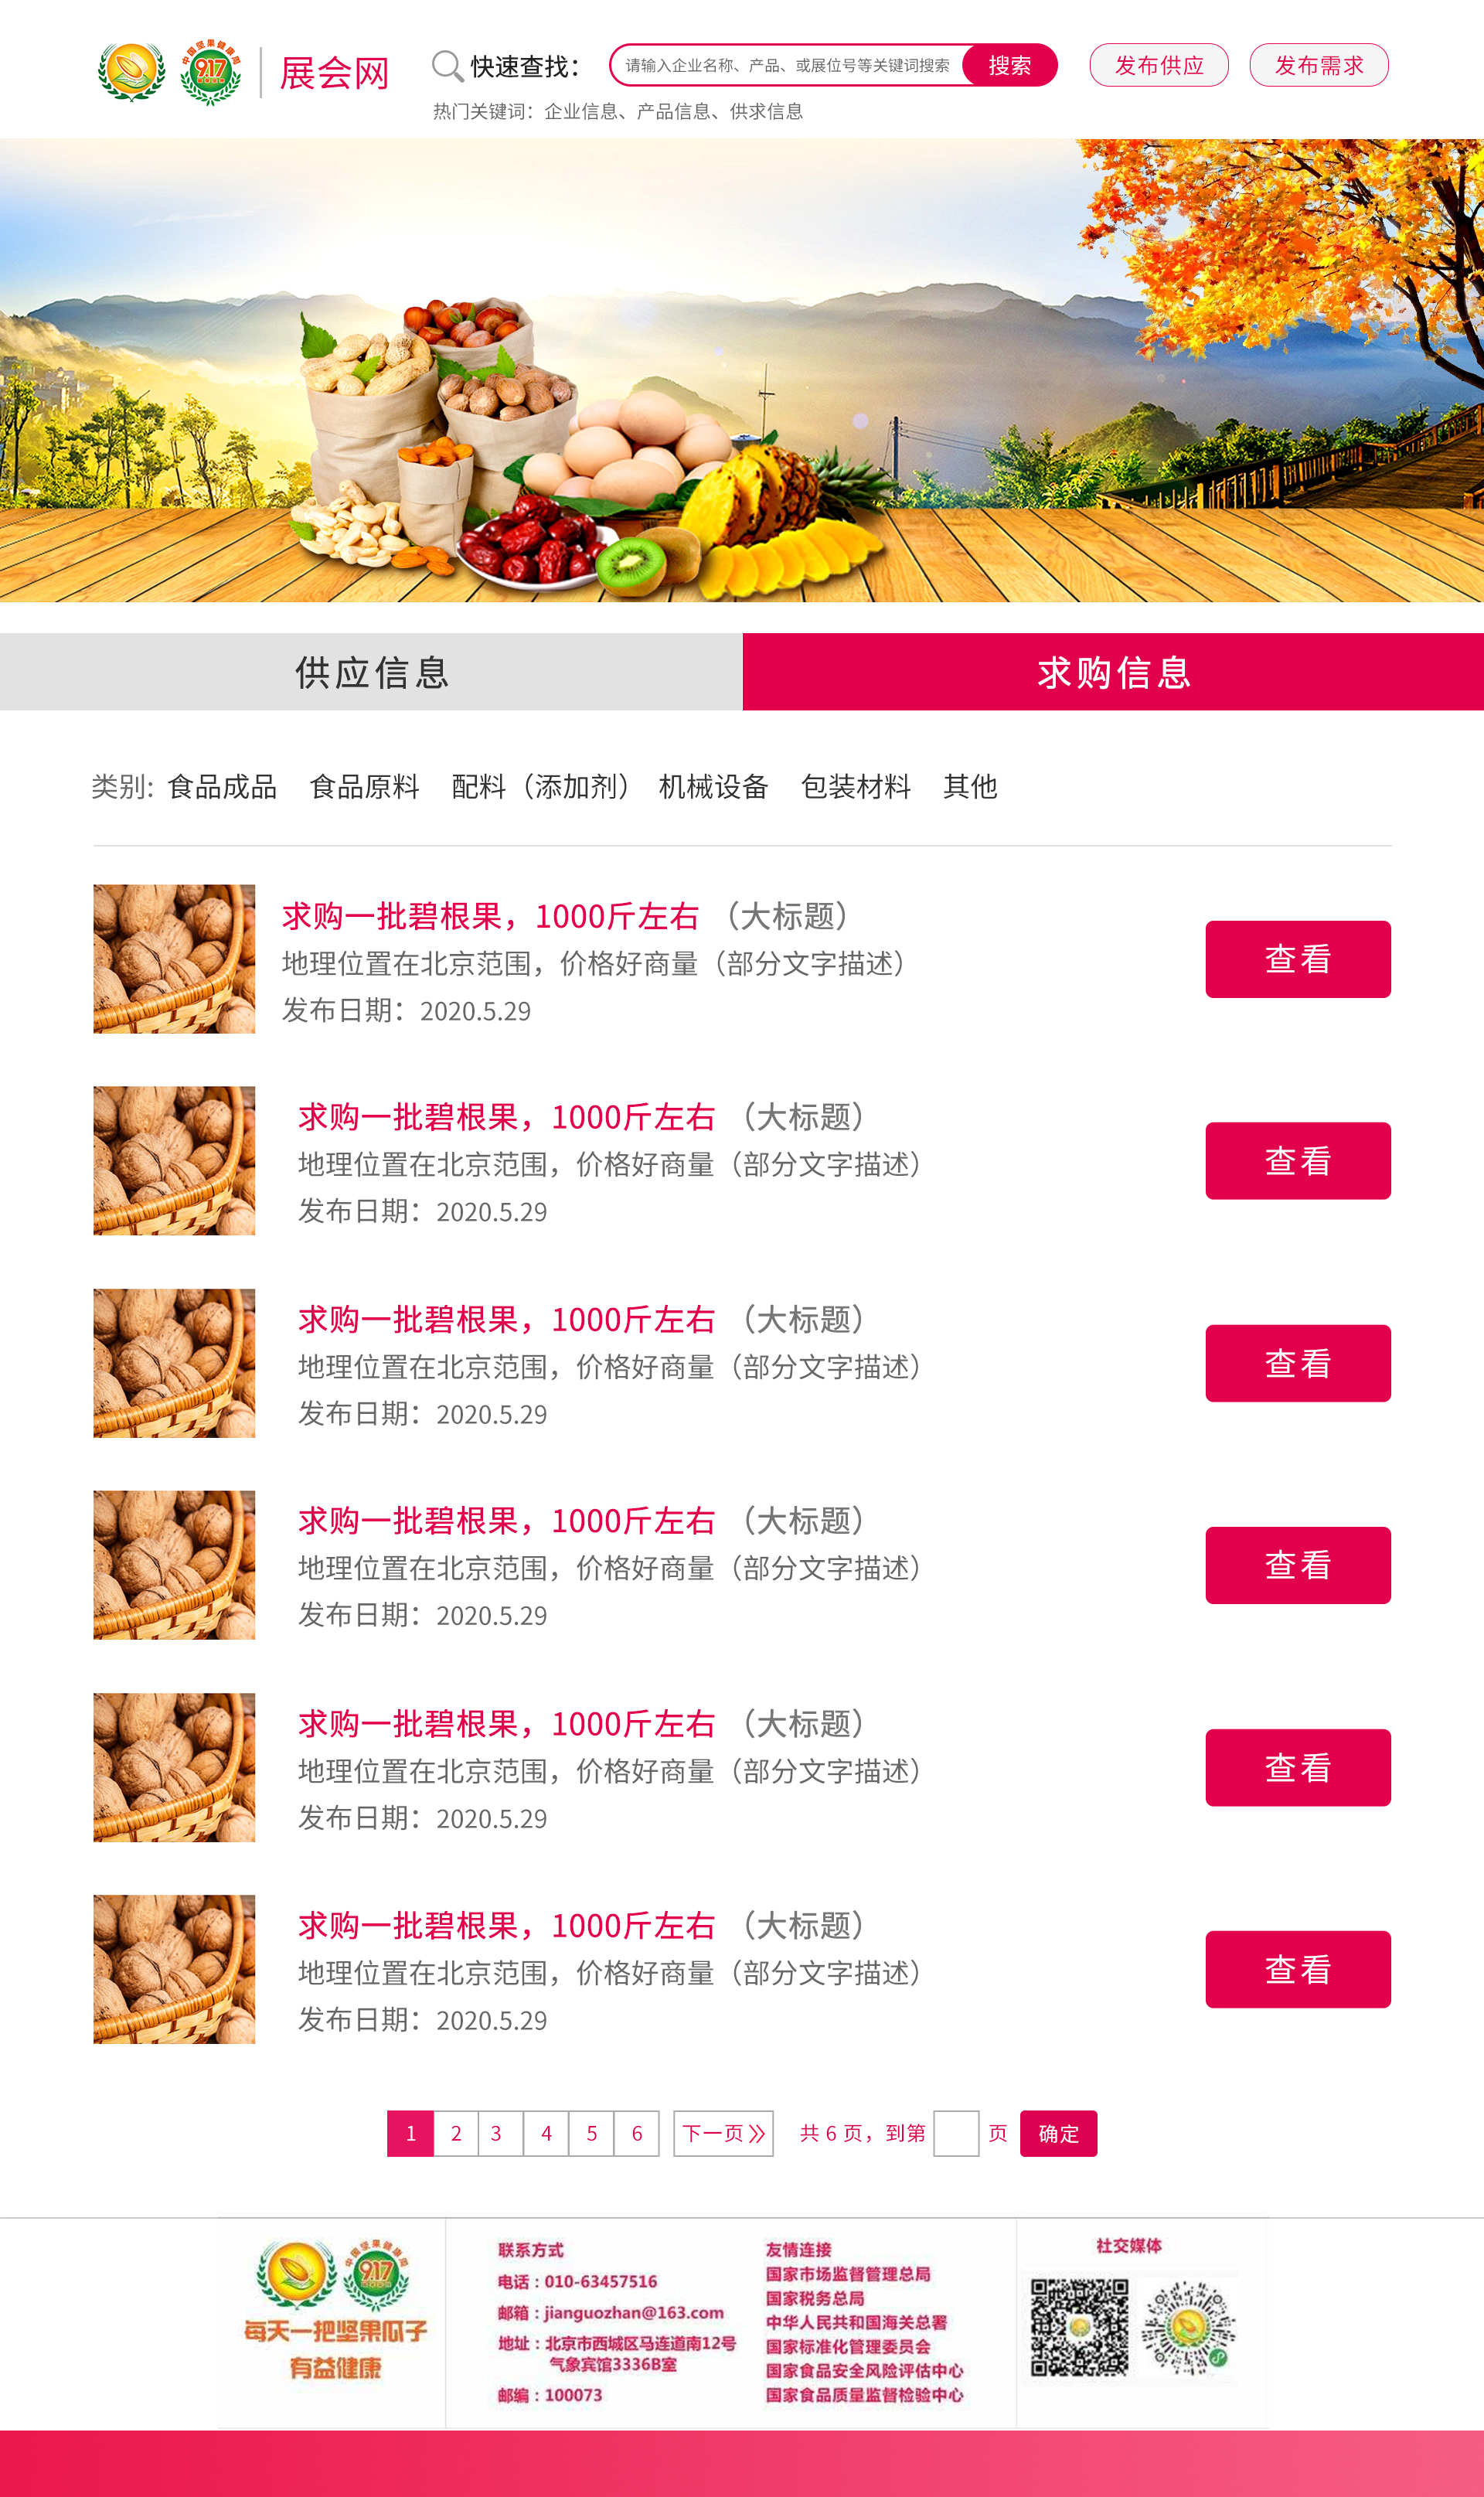 中国坚果健康周
917
展会网
快速查找：
请输入企业名称、产品、或展位号等关键词搜索
搜索
发布供应
发布需求
热门关键词：企业信息、产品信息、供求信息
供应信息
求购信息
类别: 食品成品 食品原料 配料（添加剂） 机械设备 包装材料 其他
求购一批碧根果，1000斤左右 （大标题）
地理位置在北京范围，价格好商量（部分文字描述）
发布日期：2020.5.29
查看
求购一批碧根果，1000斤左右 （大标题）
地理位置在北京范围，价格好商量（部分文字描述）
发布日期：2020.5.29
查看
求购一批碧根果，1000斤左右 （大标题）
地理位置在北京范围，价格好商量（部分文字描述）
发布日期：2020.5.29
查看
求购一批碧根果，1000斤左右 （大标题）
地理位置在北京范围，价格好商量（部分文字描述）
发布日期：2020.5.29
查看
求购一批碧根果，1000斤左右 （大标题）
地理位置在北京范围，价格好商量（部分文字描述）
发布日期：2020.5.29
查看
求购一批碧根果，1000斤左右 （大标题）
地理位置在北京范围，价格好商量（部分文字描述）
发布日期：2020.5.29
查看
1 2 3 4 5 6 下一页 共 6 页，到第 页 确定
中国坚果健康周
917
每天一把坚果瓜子
有益健康
联系方式
电话：010-63457516
邮箱：jianguozhan@163.com
地址：北京市西城区马连道南12号
气象宾馆3336B室
邮编：100073
友情连接
国家市场监督管理总局
国家税务总局
中华人民共和国海关总署
国家标准化管理委员会
国家食品安全风险评估中心
国家食品质量监督检验中心
社交媒体